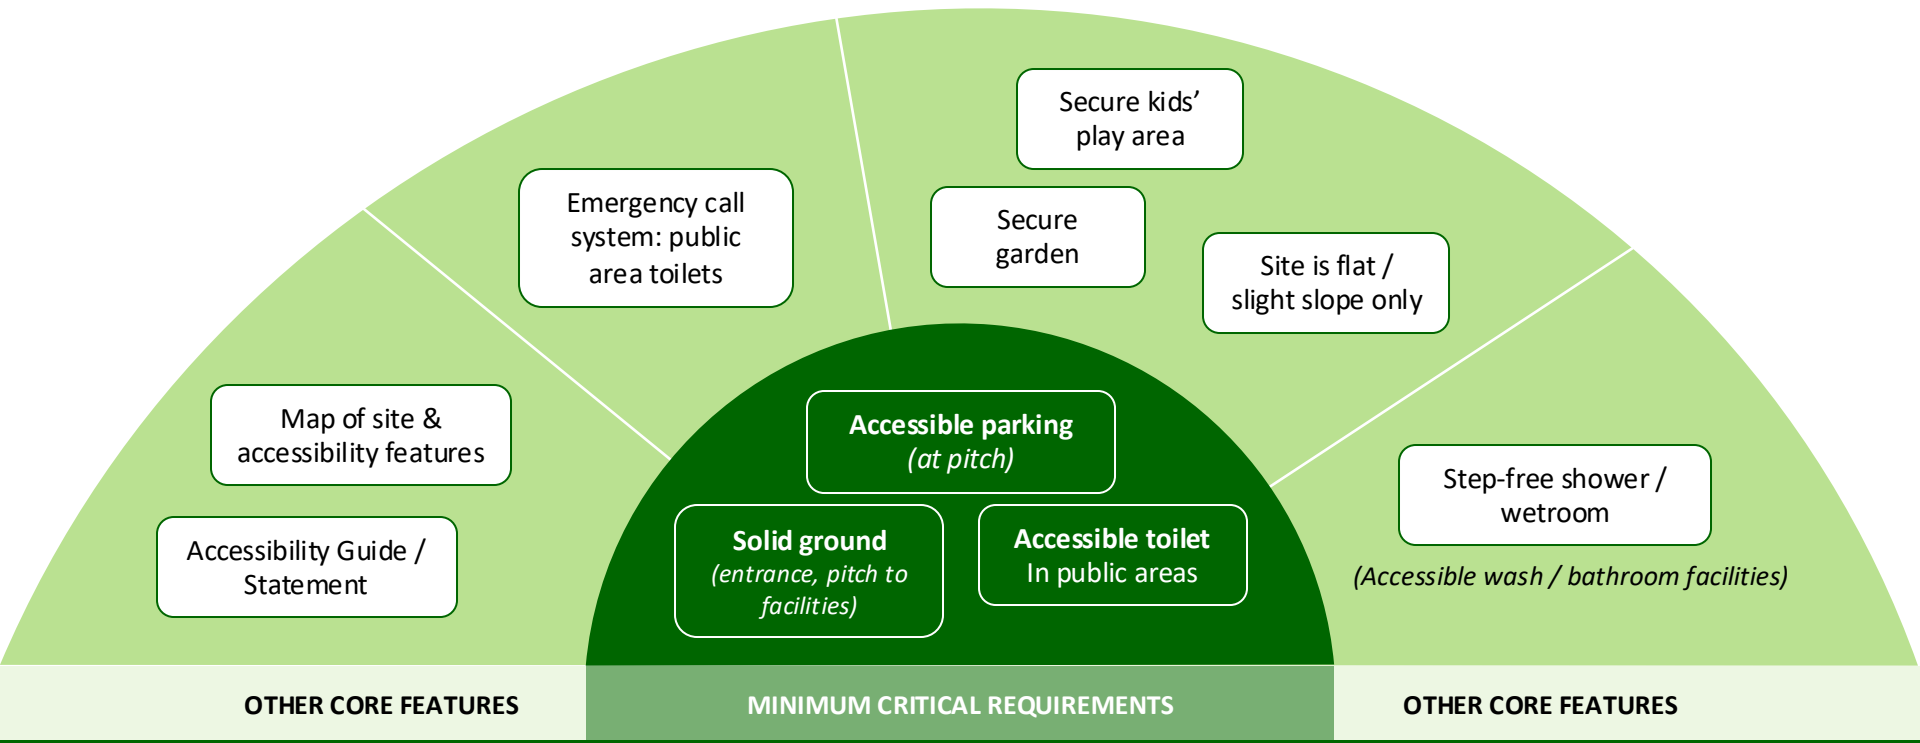 Secure kids’
play area
Emergency call
system: public
area toilets
Secure
garden
Site is flat /
slight slope only
Map of site &
accessibility features
Accessibility Guide /
Statement
Accessible parking
(at pitch)
Solid ground
(entrance, pitch to
facilities)
Accessible toilet
In public areas
Step-free shower /
wetroom
(Accessible wash / bathroom facilities)
OTHER CORE FEATURES
MINIMUM CRITICAL REQUIREMENTS
OTHER CORE FEATURES